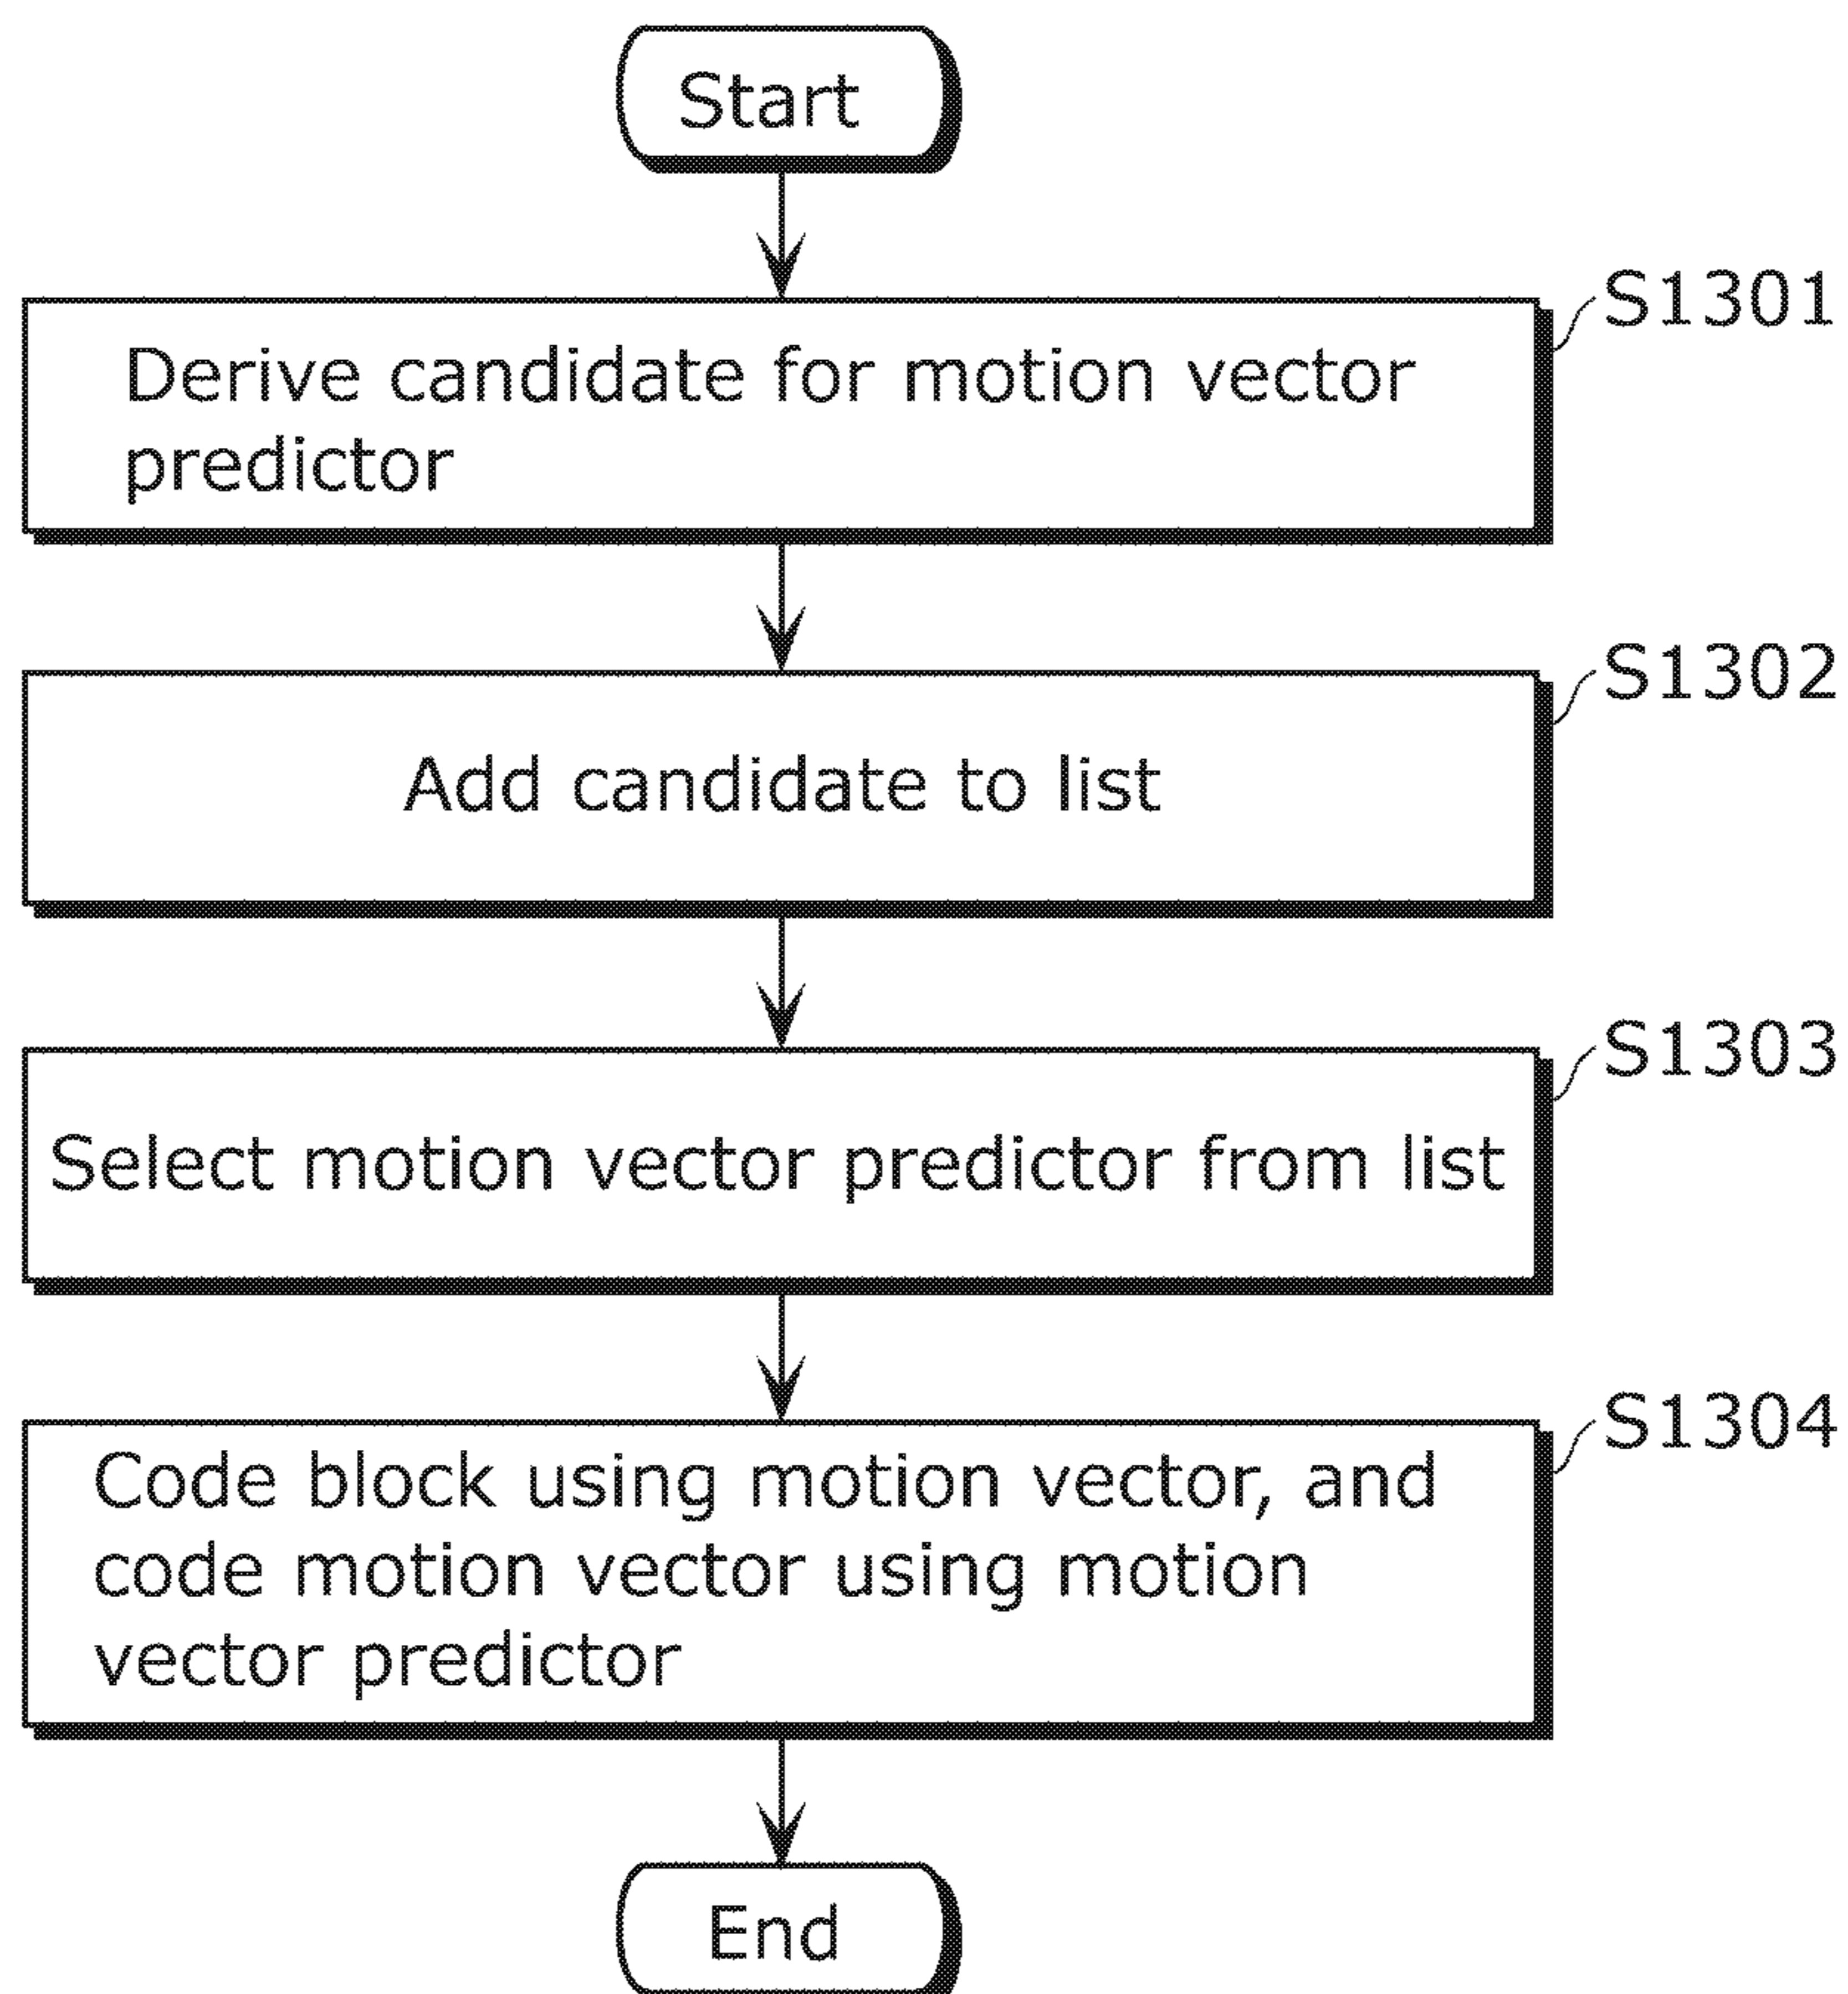 Start
S1301
Derive candidate for motion vector
predictor
S1302
Add candidate to list
S1303
Select motion vector predictor from list
S1304
Code block using motion vector, and
code motion vector using motion
vector predictor
End